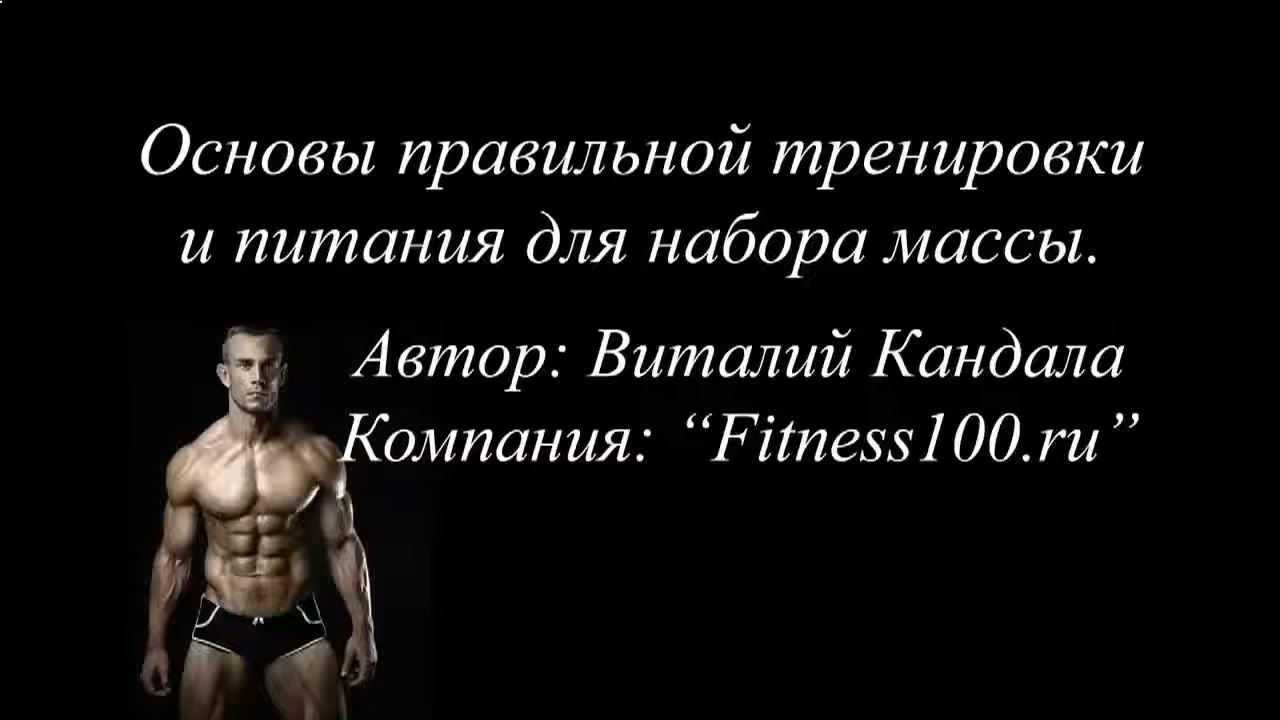 Основы правильной тренировки
и питания для набора массы.
Автор: Виталий Кандала
Компания: “Fitness100.ru”